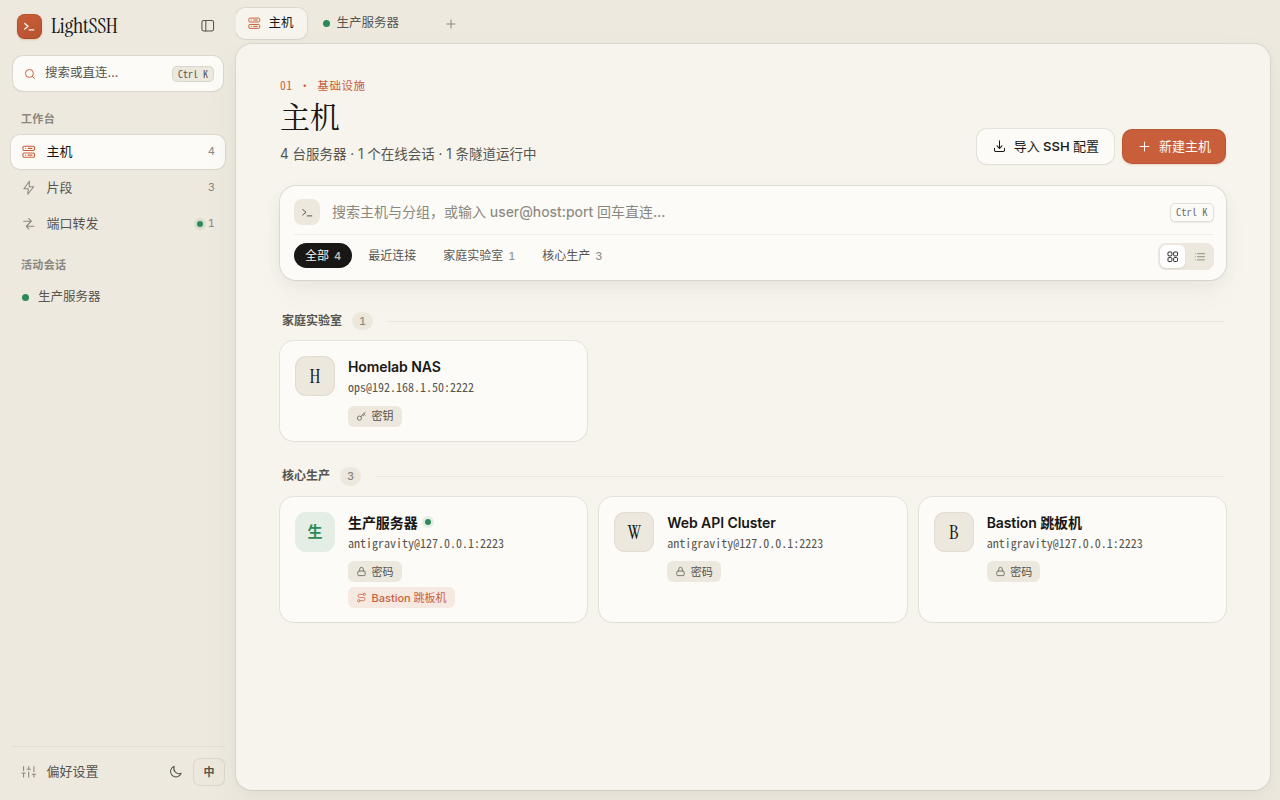 LightSSH
搜索或直连... Ctrl K
工作台
主机 4
片段 3
端口转发 1
活动会话
生产服务器
偏好设置 中
主机 生产服务器
01 · 基础设施
主机
4 台服务器 · 1 个在线会话 · 1 条隧道运行中
导入 SSH 配置 新建主机
搜索主机与分组，或输入 user@host:port 回车直连... Ctrl K
全部 4 最近连接 家庭实验室 1 核心生产 3
家庭实验室 1
H Homelab NAS
ops@192.168.1.50:2222
密钥
核心生产 3
生 生产服务器
antigravity@127.0.0.1:2223
密码
Bastion 跳板机
W Web API Cluster
antigravity@127.0.0.1:2223
密码
B Bastion 跳板机
antigravity@127.0.0.1:2223
密码